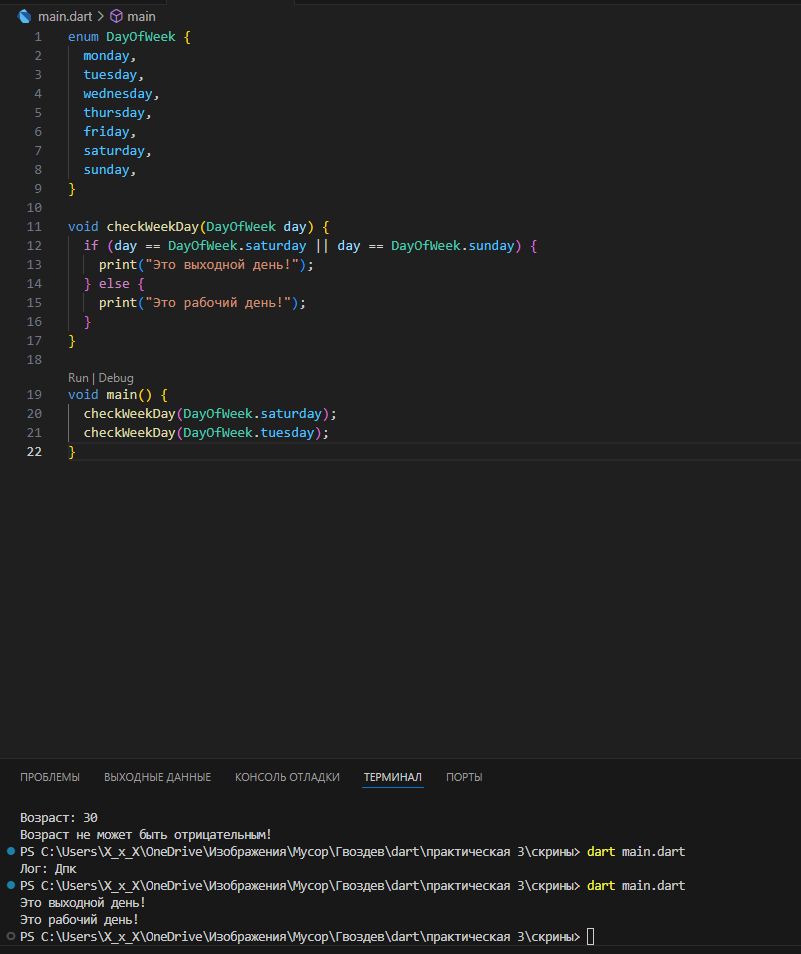 main.dart > main
1 enum DayOfWeek {
2 monday,
3 tuesday,
4 wednesday,
5 thursday,
6 friday,
7 saturday,
8 sunday,
9 }
10
11 void checkWeekDay(DayOfWeek day) {
12 if (day == DayOfWeek.saturday || day == DayOfWeek.sunday) {
13 print("Это выходной день!");
14 } else {
15 print("Это рабочий день!");
16 }
17 }
18
Run | Debug
19 void main() {
20 checkWeekDay(DayOfWeek.saturday);
21 checkWeekDay(DayOfWeek.tuesday);
22 }
ПРОБЛЕМЫ ВЫХОДНЫЕ ДАННЫЕ КОНСОЛЬ ОТЛАДКИ ТЕРМИНАЛ ПОРТЫ
Возраст: 30
Возраст не может быть отрицательным!
PS C:\Users\X_x_X\OneDrive\Изображения\Мусор\Гвоздев\dart\практическая 3\скрины> dart main.dart
Лог: Дпк
PS C:\Users\X_x_X\OneDrive\Изображения\Мусор\Гвоздев\dart\практическая 3\скрины> dart main.dart
Это выходной день!
Это рабочий день!
PS C:\Users\X_x_X\OneDrive\Изображения\Мусор\Гвоздев\dart\практическая 3\скрины>